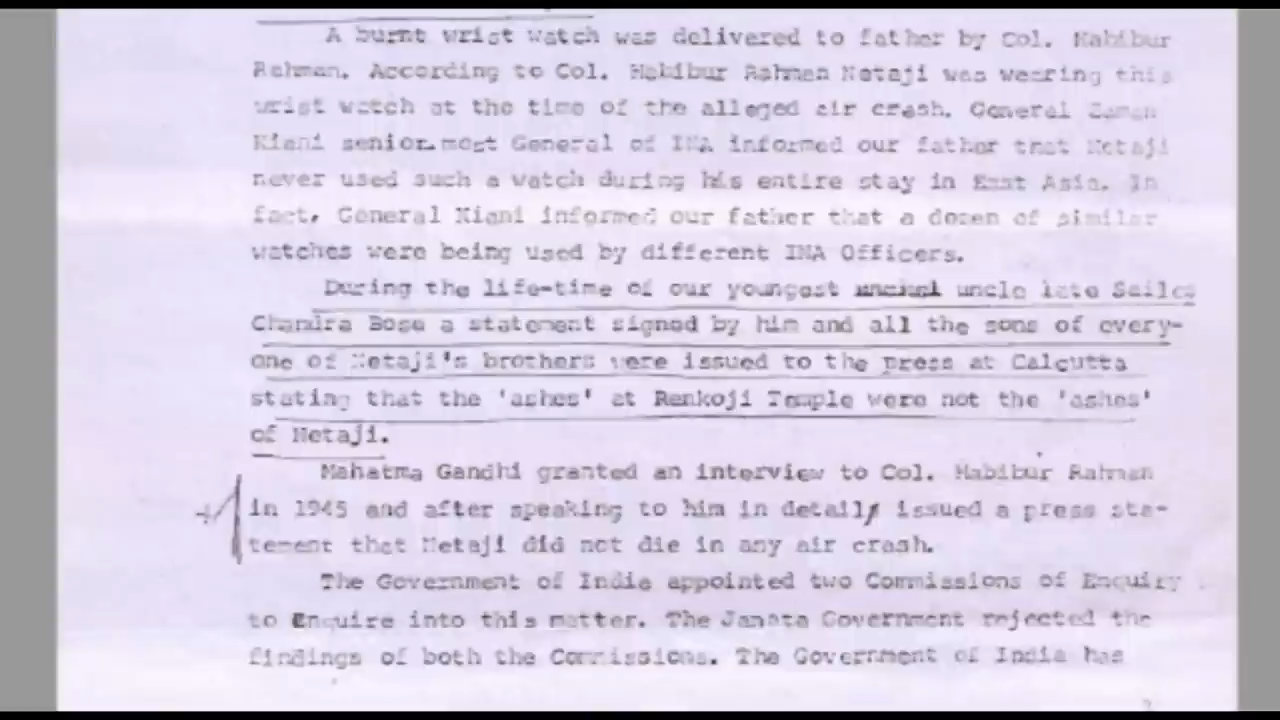 A burnt wrist watch was delivered to father by Col. Habibur
Rahman. According to Col. Habibur Rahman Netaji was wearing this
wrist watch at the time of the alleged air crash. General Zaman
Kiani senior most General of INA informed our father that Netaji
never used such a watch during his entire stay in East Asia. In
fact, General Kiani informed our father that a dozen of similar
watches were being used by different INA Officers.
During the life-time of our youngest uncle late Sailes
Chandra Bose a statement signed by him and all the sons of every-
one of Netaji's brothers were issued to the press at Calcutta
stating that the 'ashes' at Renkoji Temple were not the 'ashes'
of Netaji.
Mahatma Gandhi granted an interview to Col. Habibur Rahman
in 1945 and after speaking to him in detail, issued a press sta-
tement that Netaji did not die in any air crash.
The Government of India appointed two Commissions of Enquiry
to Enquire into this matter. The Janata Government rejected the
findings of both the Commissions. The Government of India has